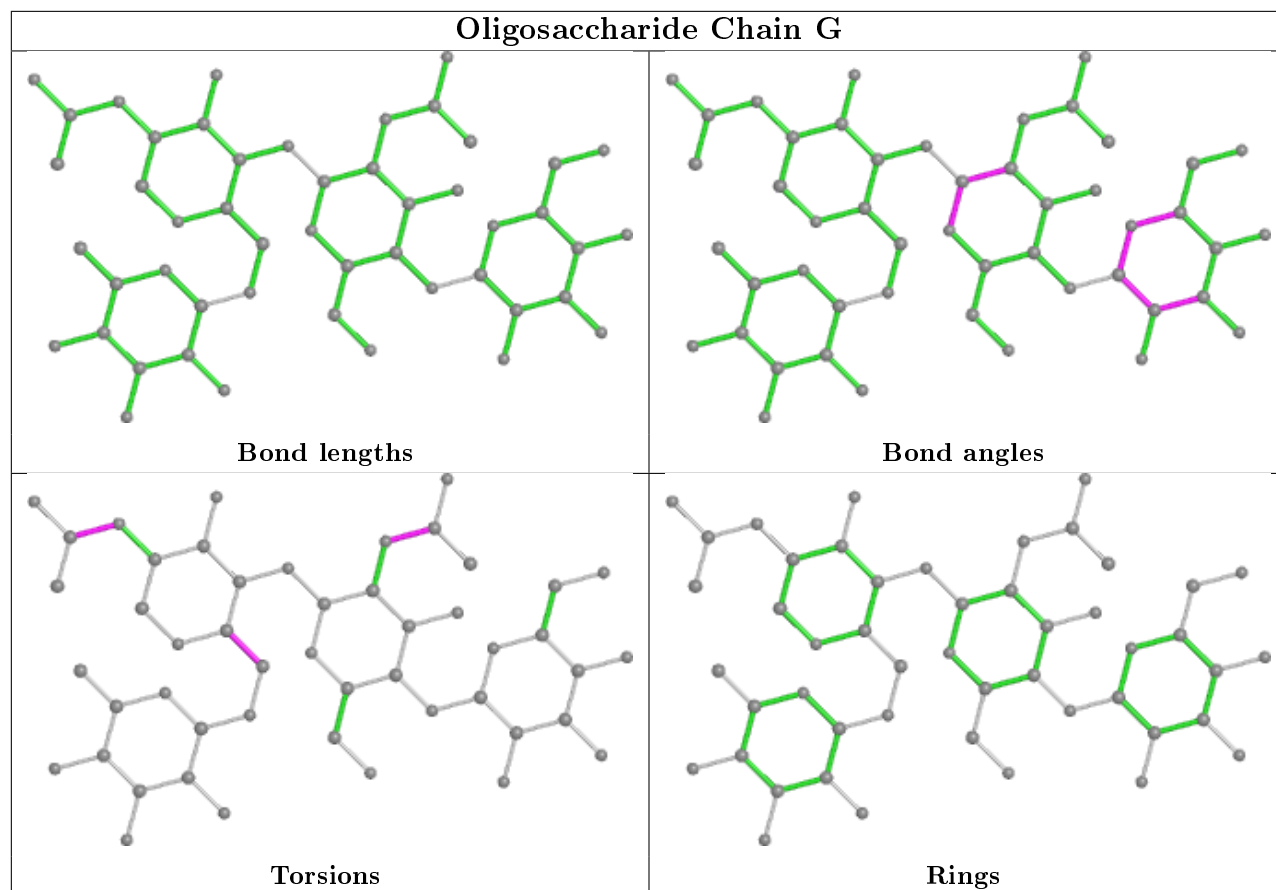 Oligosaccharide Chain G
Bond lengths
Bond angles
Torsions
Rings